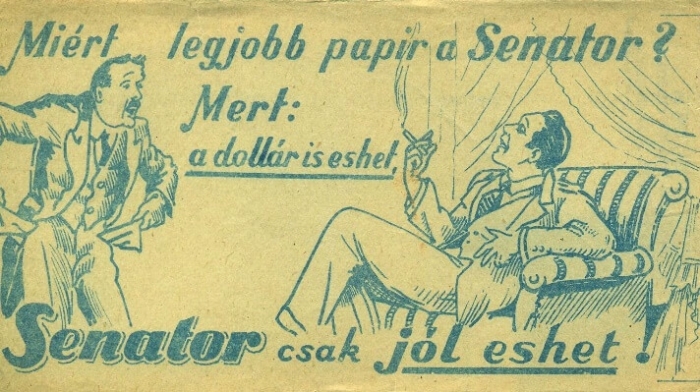 Miért legjobb papir a Senator?
Mert:
a dollár is eshet
Senator csak jól eshet!